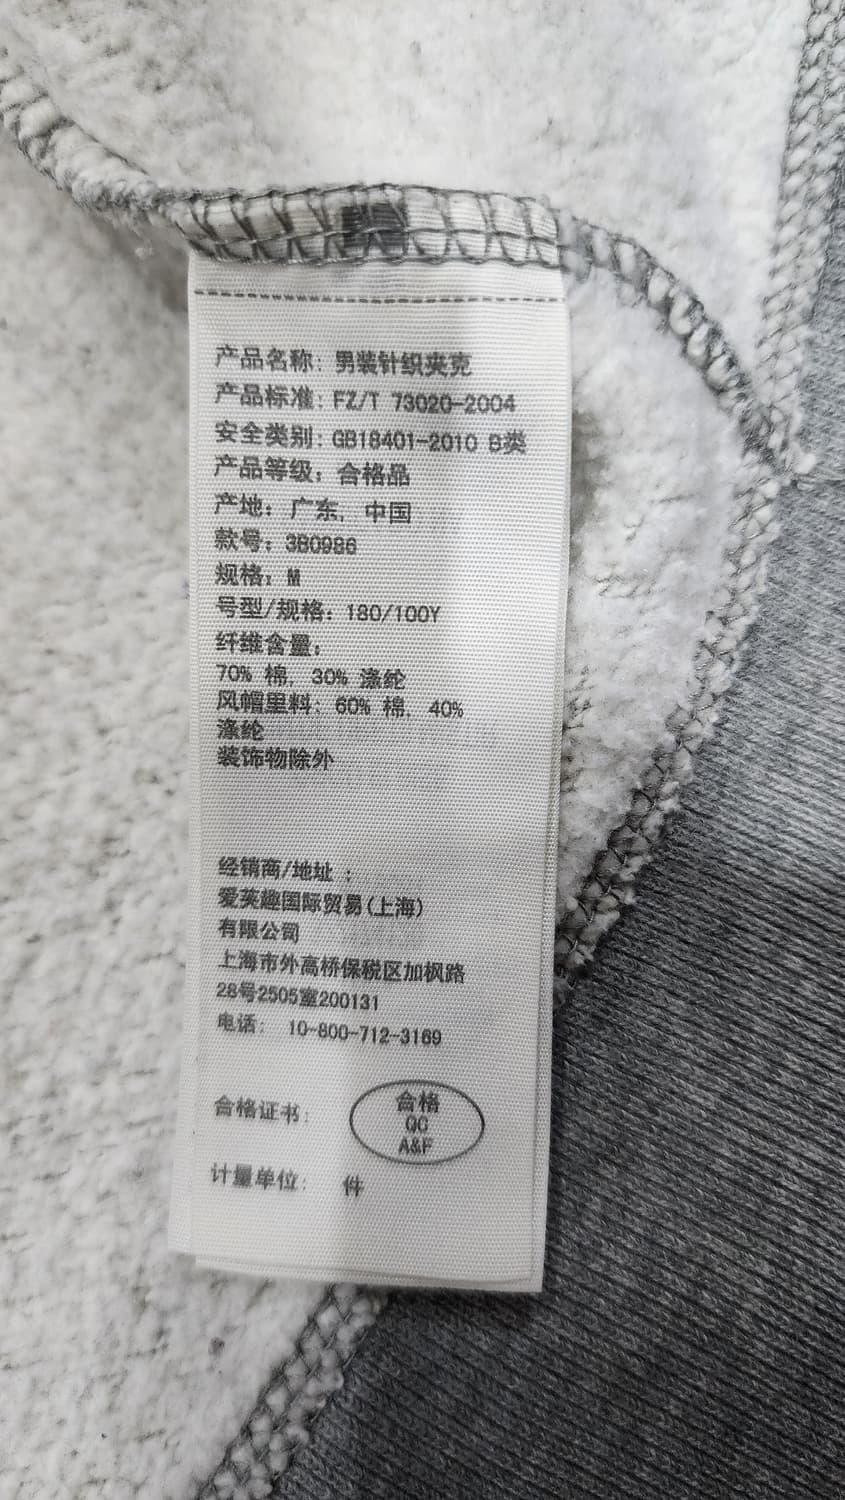 产品名称: 男装针织夹克
产品标准: FZ/T 73020-2004
安全类别: GB18401-2010 B类
产品等级: 合格品
产地: 广东, 中国
款号: 3B0986
规格: M
号型/规格: 180/100Y
纤维含量:
70% 棉, 30% 涤纶
风帽里料: 60% 棉, 40%
涤纶
装饰物除外
经销商/地址 :
爱芙趣国际贸易(上海)
有限公司
上海市外高桥保税区加枫路
28号2505室200131
电话: 10-800-712-3169
合格证书:
合格
QC
A&F
计量单位: 件